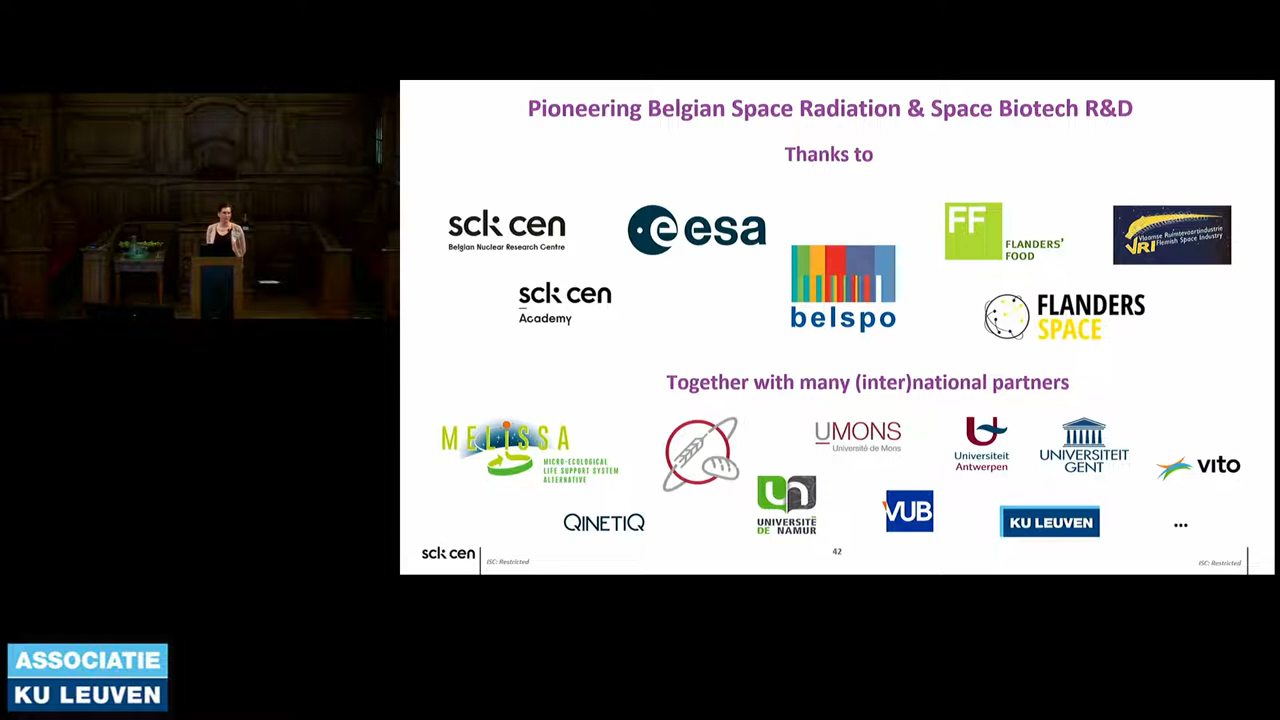 Pioneering Belgian Space Radiation & Space Biotech R&D
Thanks to
sck cen
Belgian Nuclear Research Centre
esa
FF
FLANDERS'
FOOD
Vlaamse Ruimtevaartindustrie
VRI Flemish Space Industry
sck cen
Academy
belspo
FLANDERS
SPACE
Together with many (inter)national partners
MELiSSA
MICRO-ECOLOGICAL
LIFE SUPPORT SYSTEM
ALTERNATIVE
UMONS
Université de Mons
Universiteit
Antwerpen
UNIVERSITEIT
GENT
vito
QINETIQ
un
UNIVERSITÉ
DE NAMUR
VUB
KU LEUVEN
...
sck cen
ISC: Restricted
42
ISC: Restricted
ASSOCIATIE
KU LEUVEN